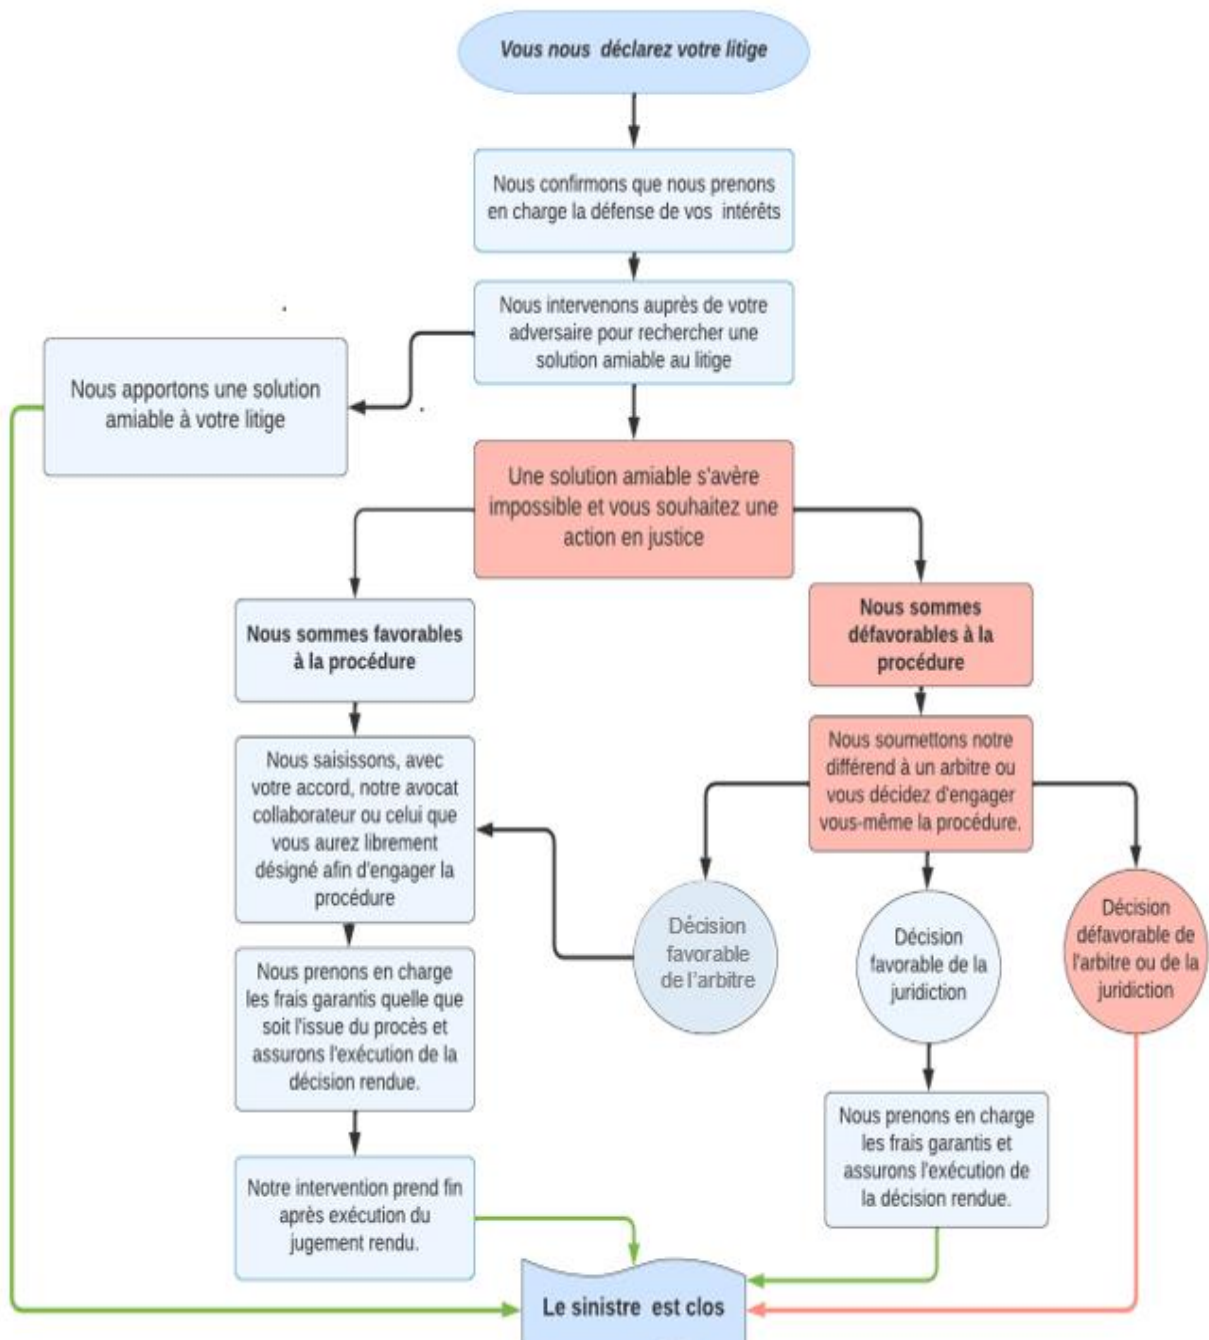 Vous nous déclarez votre litige
Nous confirmons que nous prenons
en charge la défense de vos intérêts
Nous intervenons auprès de votre
adversaire pour rechercher une
solution amiable au litige
Nous apportons une solution
amiable à votre litige
Une solution amiable s'avère
impossible et vous souhaitez une
action en justice
Nous sommes favorables
à la procédure
Nous sommes
défavorables à la
procédure
Nous saisissons, avec
votre accord, notre avocat
collaborateur ou celui que
vous aurez librement
désigné afin d'engager la
procédure
Nous soumettons notre
différend à un arbitre ou
vous décidez d'engager
vous-même la procédure.
Décision
favorable
de l'arbitre
Décision
favorable de la
juridiction
Décision
défavorable de
l'arbitre ou de la
juridiction
Nous prenons en charge
les frais garantis quelle que
soit l'issue du procès et
assurons l'exécution de la
décision rendue.
Nous prenons en charge
les frais garantis et
assurons l'exécution de
la décision rendue.
Notre intervention prend fin
après exécution du
jugement rendu.
Le sinistre est clos